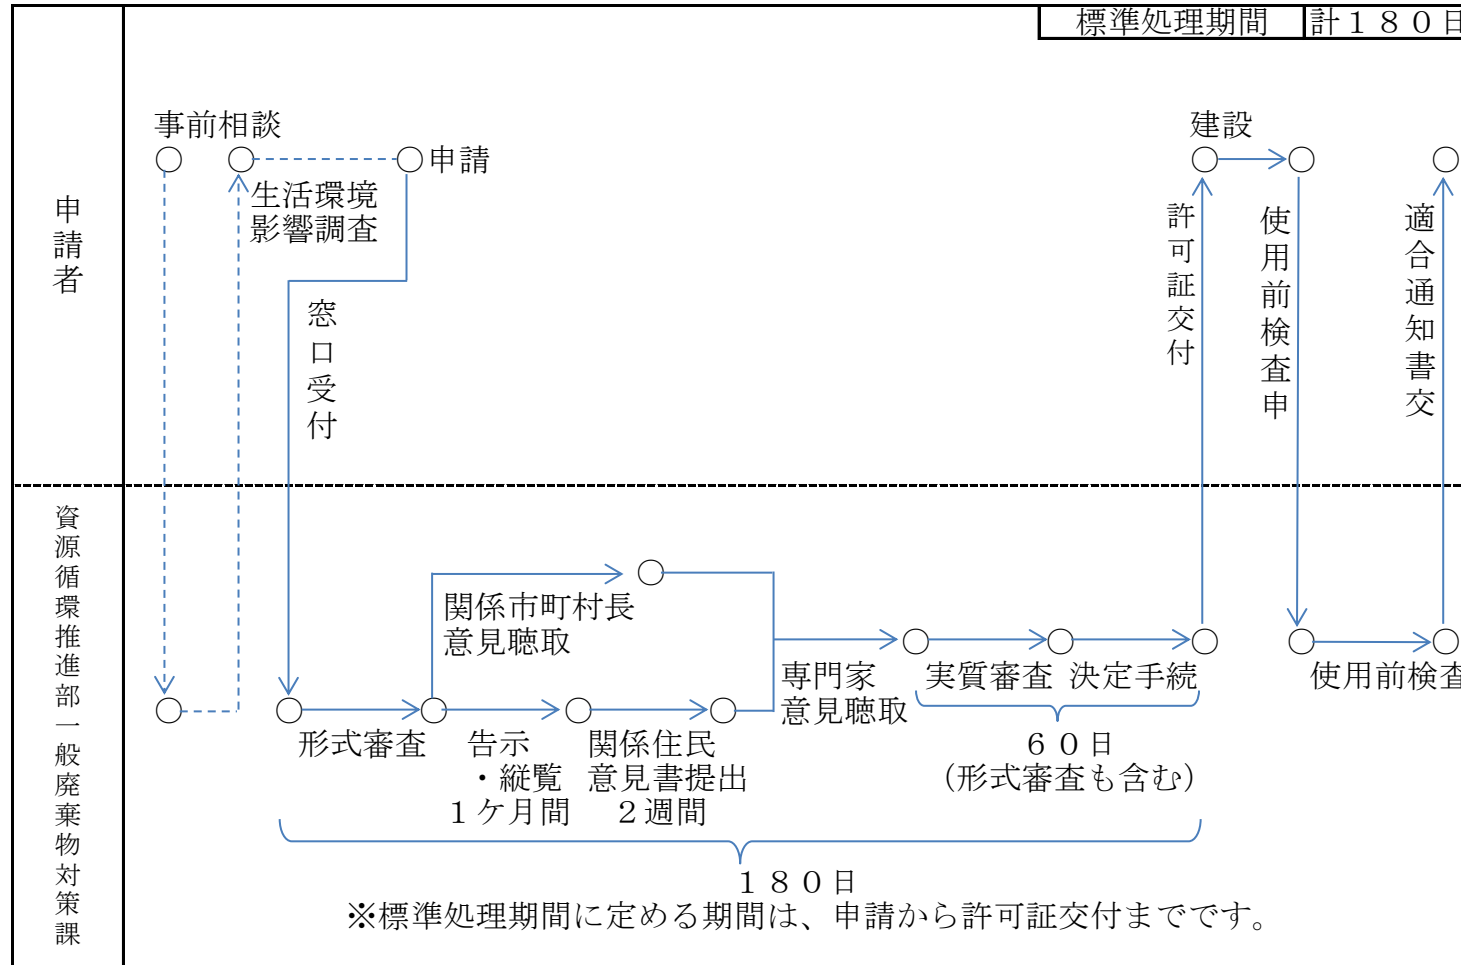 標準処理期間 計１８０日
事前相談
申請
生活環境
影響調査
窓口受付
建設
許可証交付
使用前検査申
適合通知書交
申請者
資源循環推進部一般廃棄物対策課
関係市町村長
意見聴取
形式審査
告示
・縦覧
１ケ月間
関係住民
意見書提出
２週間
専門家
意見聴取
実質審査
決定手続
６０日
（形式審査も含む）
使用前検査
１８０日
※標準処理期間に定める期間は、申請から許可証交付までです。